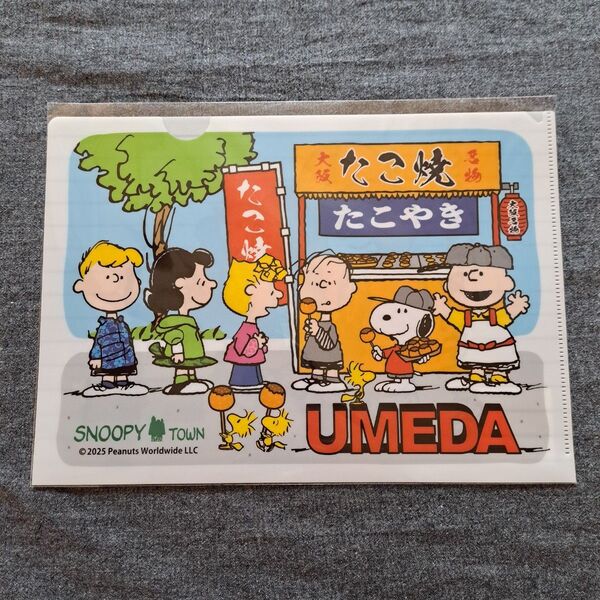 大阪
たこ焼
名物
たこやき
たこ焼
大阪名物
SNOOPY TOWN
UMEDA
© 2025 Peanuts Worldwide LLC